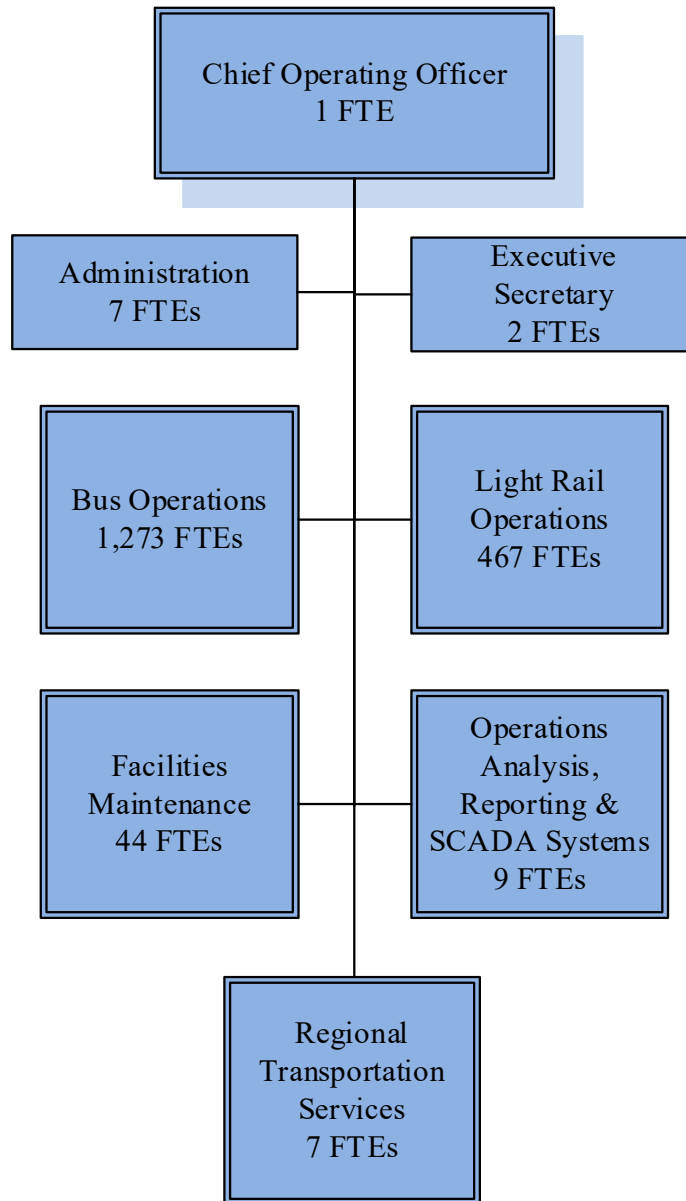 Chief Operating Officer
1 FTE
Administration
7 FTEs
Executive
Secretary
2 FTEs
Bus Operations
1,273 FTEs
Light Rail
Operations
467 FTEs
Facilities
Maintenance
44 FTEs
Operations
Analysis,
Reporting &
SCADA Systems
9 FTEs
Regional
Transportation
Services
7 FTEs